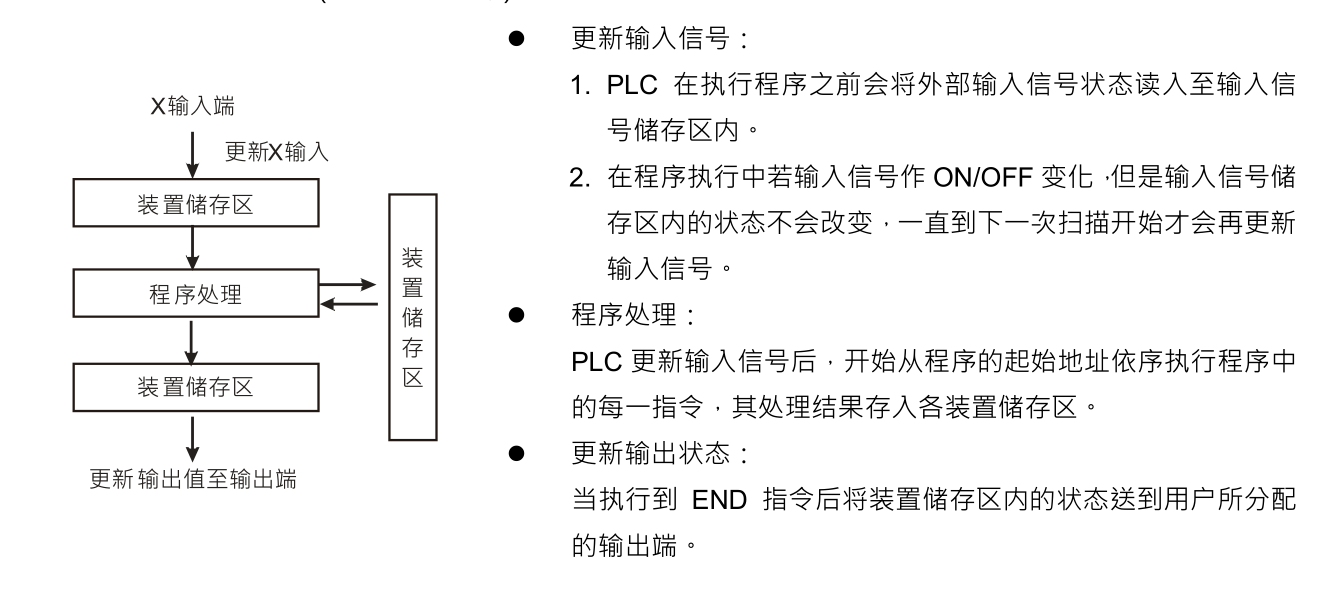 X输入端
更新X输入
装置储存区
程序处理
装置储存区
更新输出值至输出端
装
置
储
存
区
● 更新输入信号：
1. PLC 在执行程序之前会将外部输入信号状态读入至输入信
号储存区内。
2. 在程序执行中若输入信号作 ON/OFF 变化，但是输入信号储
存区内的状态不会改变，一直到下一次扫描开始才会再更新
输入信号。
● 程序处理：
PLC 更新输入信号后，开始从程序的起始地址依序执行程序中
的每一指令，其处理结果存入各装置储存区。
● 更新输出状态：
当执行到 END 指令后将装置储存区内的状态送到用户所分配
的输出端。